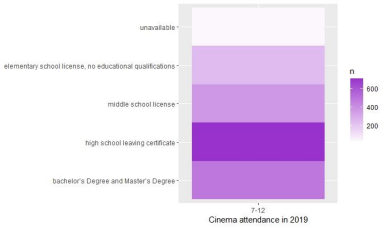 unavailable
elementary school license, no educational qualifications
middle school license
high school leaving certificate
bachelor's Degree and Master's Degree
7-12
Cinema attendance in 2019
n
600
400
200